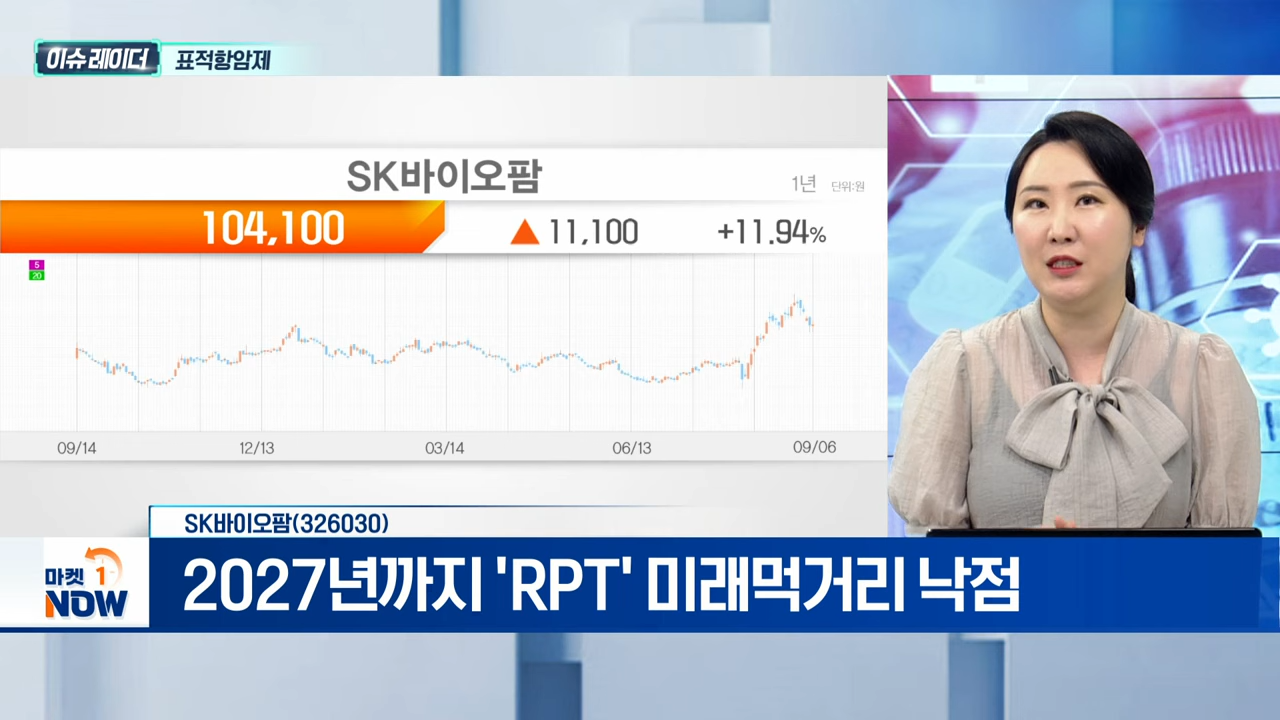 이슈 레이더 표적항암제
SK바이오팜
1년 단위:원
104,100 ▲ 11,100 +11.94%
5
20
09/14 12/13 03/14 06/13 09/06
SK바이오팜(326030)
마켓 1
NOW
2027년까지 'RPT' 미래먹거리 낙점